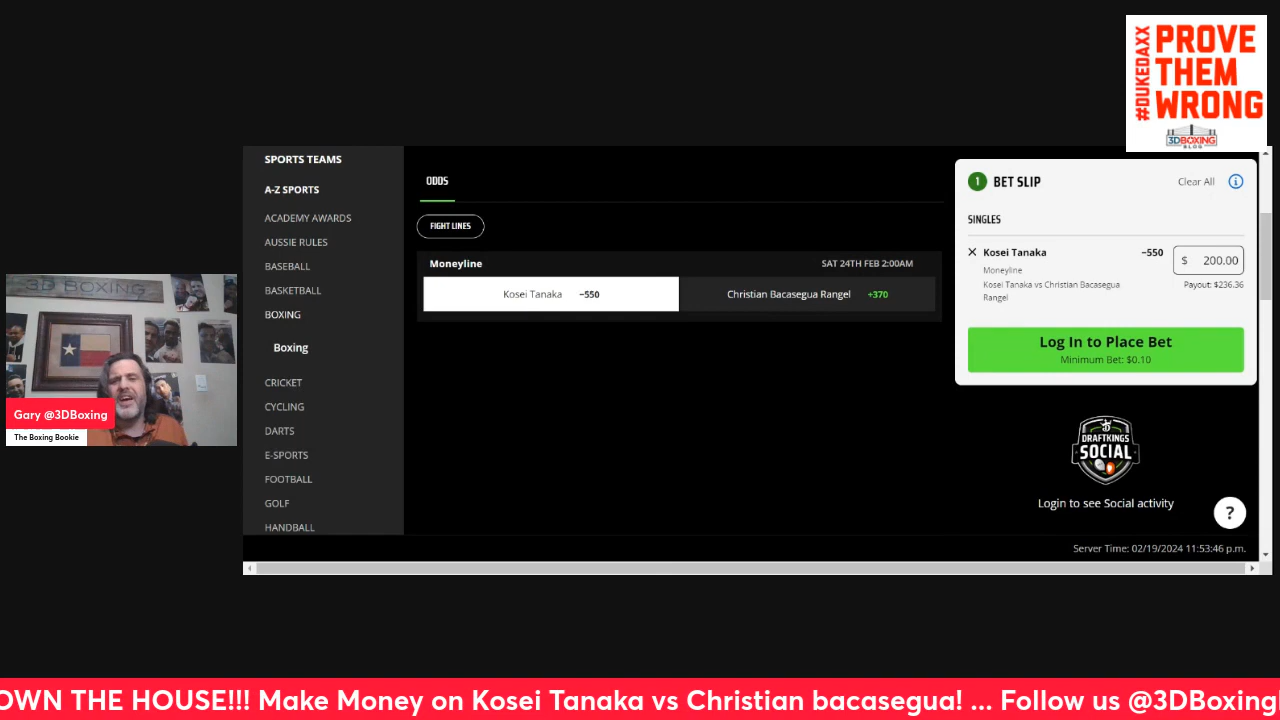 #DUKEDAXX
PROVE
THEM
WRONG
3DBOXING
BLOG
SPORTS TEAMS
A-Z SPORTS
ACADEMY AWARDS
AUSSIE RULES
BASEBALL
BASKETBALL
BOXING
Boxing
CRICKET
CYCLING
DARTS
E-SPORTS
FOOTBALL
GOLF
HANDBALL
ODDS
FIGHT LINES
Moneyline SAT 24TH FEB 2:00AM
Kosei Tanaka −550 Christian Bacasegua Rangel +370
1 BET SLIP Clear All i
SINGLES
Kosei Tanaka −550 $ 200.00
Moneyline
Kosei Tanaka vs Christian Bacasegua
Rangel
Payout: $236.36
Log In to Place Bet
Minimum Bet: $0.10
DRAFTKINGS
SOCIAL
Login to see Social activity
?
Server Time: 02/19/2024 11:53:46 p.m.
3D BOXING
Gary @3DBoxing
The Boxing Bookie
OWN THE HOUSE!!! Make Money on Kosei Tanaka vs Christian bacasegua! ... Follow us @3DBoxing